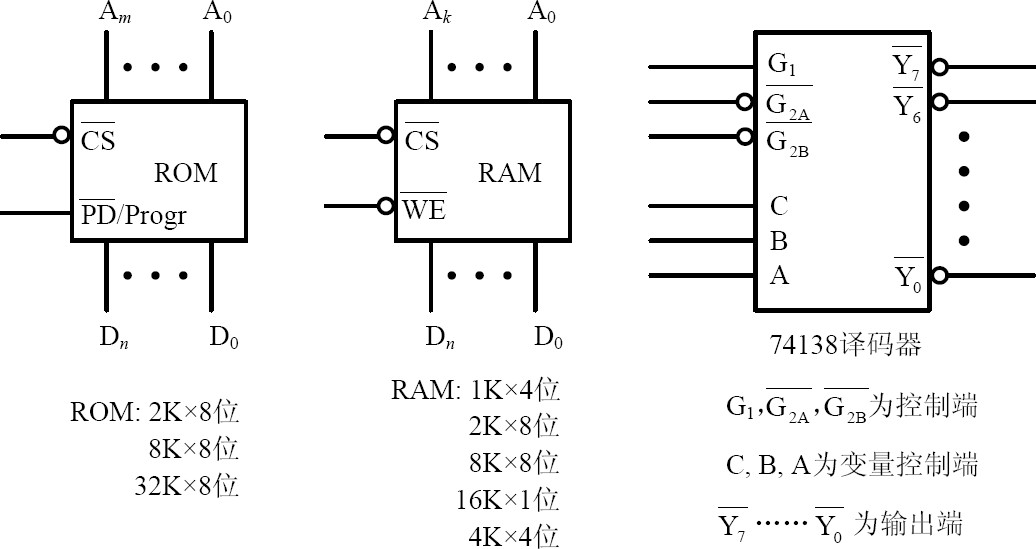 Am ··· A0
CS
ROM
PD/Progr
Dn ··· D0
ROM: 2K×8位
8K×8位
32K×8位
Ak ··· A0
CS
RAM
WE
Dn ··· D0
RAM: 1K×4位
2K×8位
8K×8位
16K×1位
4K×4位
G1 Y7
G2A Y6
G2B
C
B
A Y0
74138译码器
G1,G2A,G2B为控制端
C, B, A为变量控制端
Y7 ······ Y0 为输出端